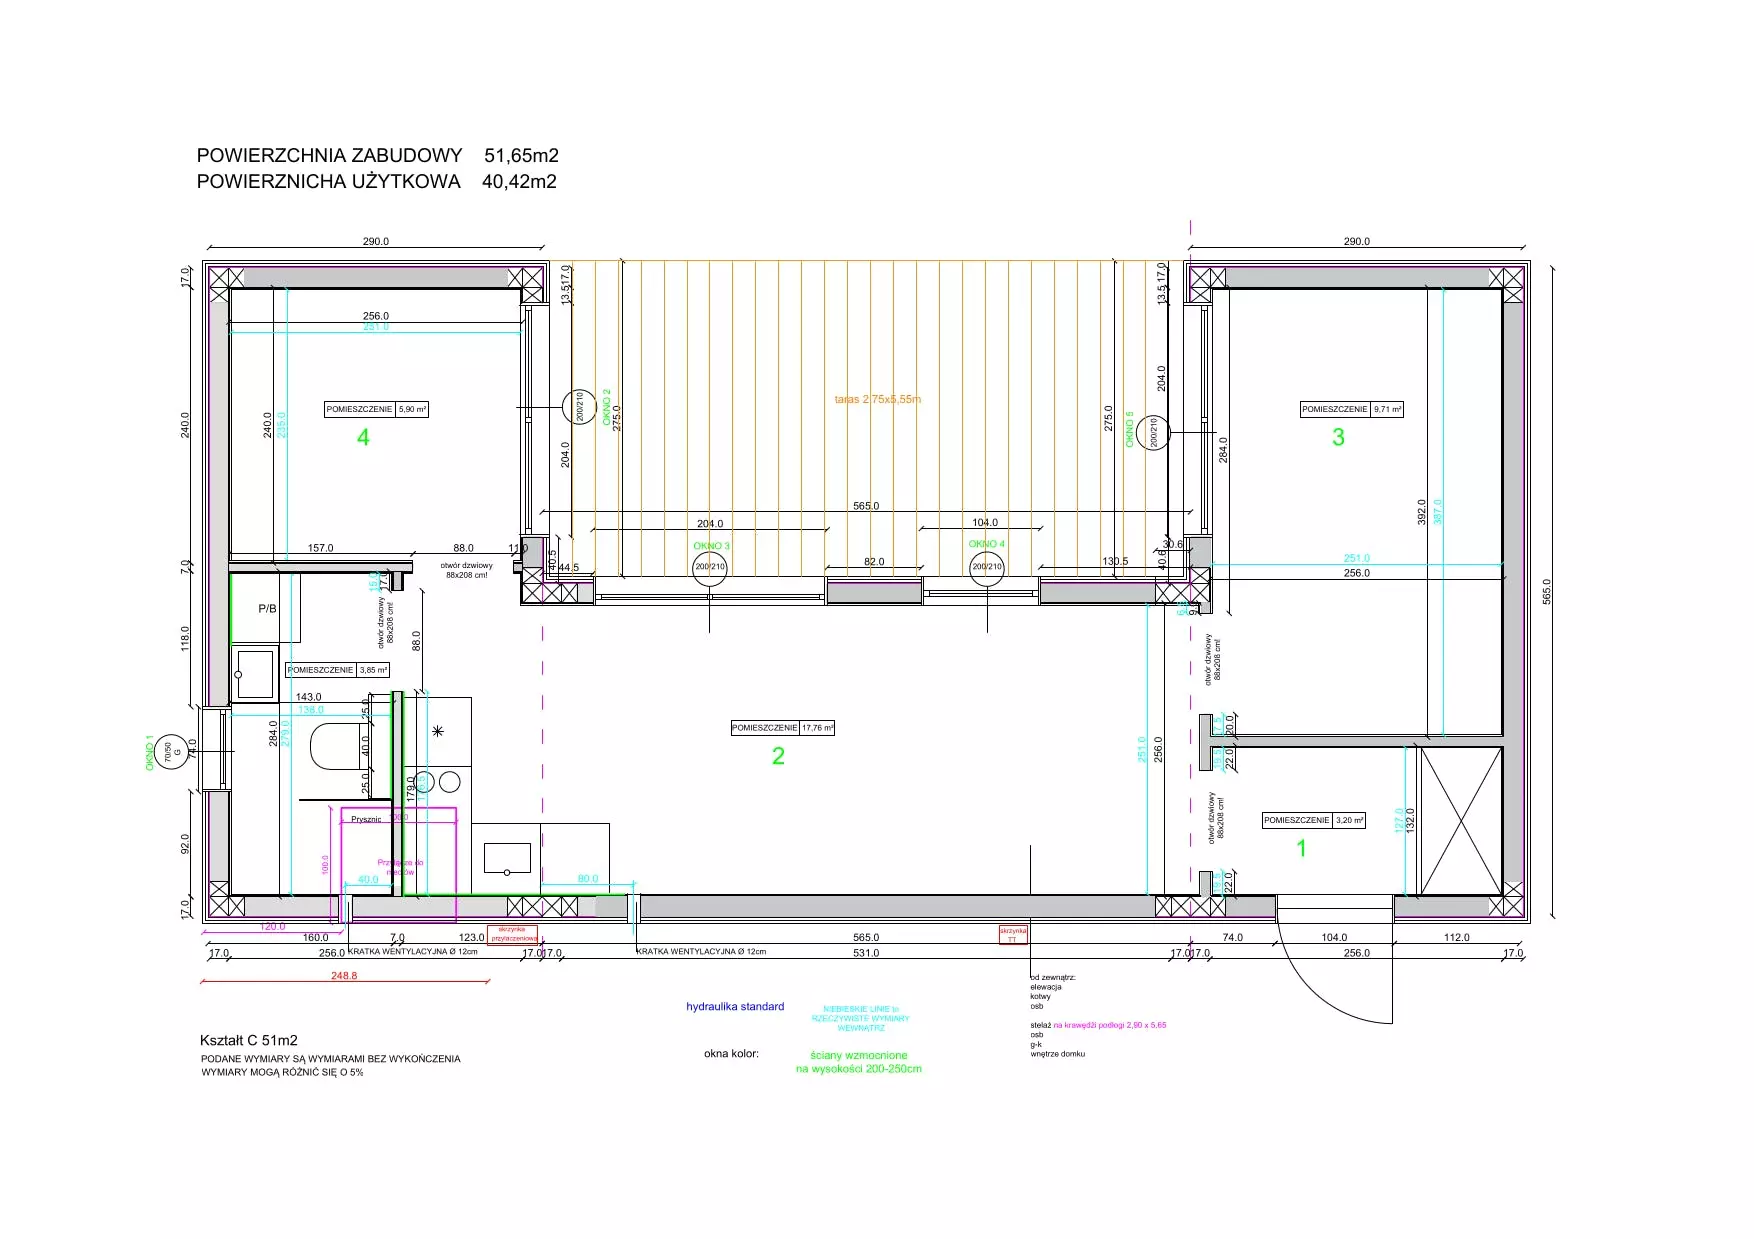 POWIERZCHNIA ZABUDOWY 51,65m2
POWIERZNICHA UŻYTKOWA 40,42m2
290.0
290.0
17.0
13.5
17.0
13.5
17.0
256.0
251.0
POMIESZCZENIE 5,90 m²
4
240.0
240.0
235.0
200/210
OKNO 2
275.0
204.0
taras 2,75x5,55m
275.0
OKNO 5
200/210
204.0
284.0
POMIESZCZENIE 9,71 m²
3
392.0
387.0
565.0
565.0
204.0
104.0
OKNO 3
OKNO 4
200/210
200/210
82.0
130.5
30.6
40.6
40.5
44.5
157.0
88.0
11.0
otwór dzwiowy
88x208 cm!
251.0
256.0
7.0
15.0
17.0
P/B
otwór dzwiowy
88x208 cm!
88.0
118.0
POMIESZCZENIE 3,85 m²
143.0
138.0
25.0
40.0
25.0
284.0
279.0
OKNO 1
70/50
G
74.0
179.0
92.0
17.0
Prysznic
100.0
100.0
Przyłącze do
mediów
40.0
80.0
POMIESZCZENIE 17,76 m²
2
251.0
256.0
otwór dzwiowy
88x208 cm!
20.0
22.0
otwór dzwiowy
88x208 cm!
22.0
POMIESZCZENIE 3,20 m²
1
127.0
132.0
120.0
160.0
7.0
123.0
skrzynka
przyłączeniowa
565.0
skrzynka
TT
74.0
104.0
112.0
17.0
256.0
KRATKA WENTYLACYJNA Ø 12cm
17.0
17.0
KRATKA WENTYLACYJNA Ø 12cm
531.0
17.0
17.0
256.0
17.0
248.8
od zewnątrz:
elewacja
kotwy
osb
stelaż na krawędźi podłogi 2,90 x 5,65
osb
g-k
wnętrze domku
hydraulika standard
NIEBIESKIE LINIE to
RZECZYWISTE WYMIARY
WEWNĄTRZ
okna kolor:
ściany wzmocnione
na wysokości 200-250cm
Kształt C 51m2
PODANE WYMIARY SĄ WYMIARAMI BEZ WYKOŃCZENIA
WYMIARY MOGĄ RÓŻNIĆ SIĘ O 5%